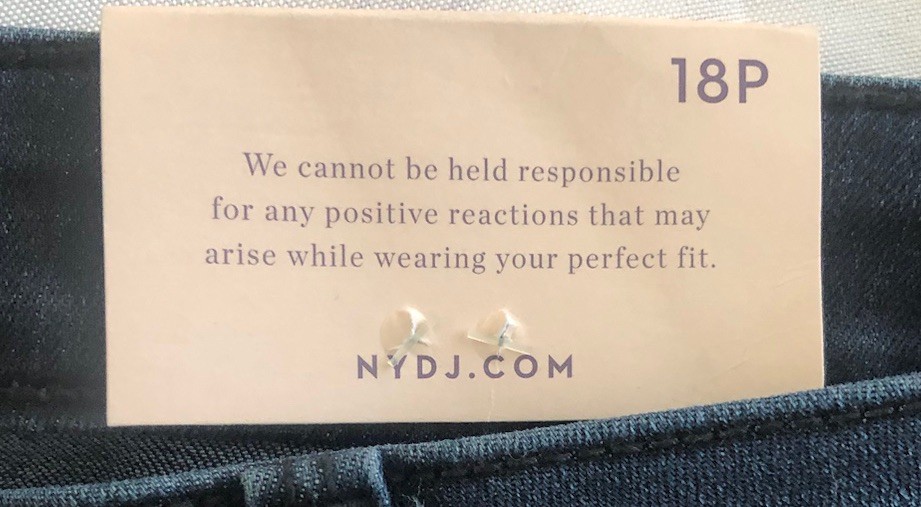 18P
We cannot be held responsible
for any positive reactions that may
arise while wearing your perfect fit.
NYDJ.COM